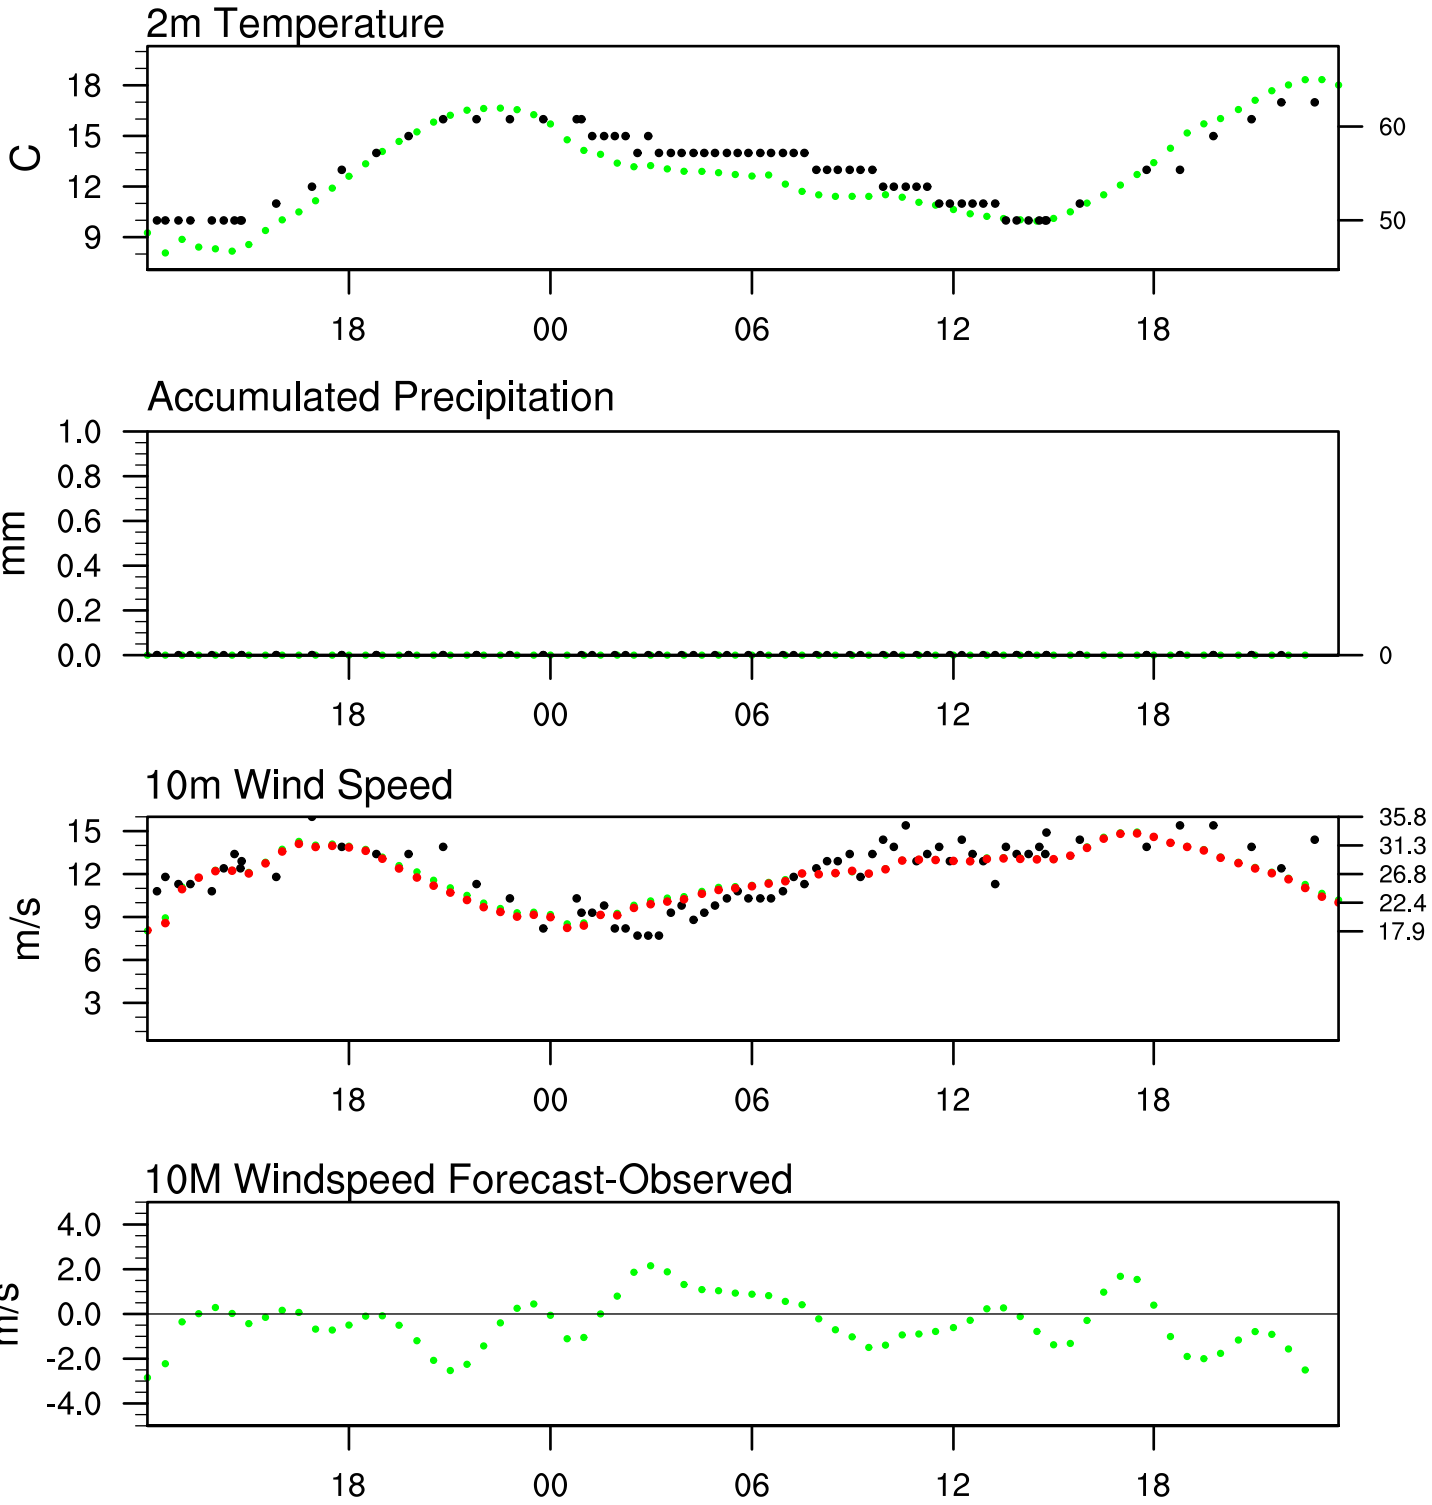 2m Temperature
18
15
12
9
C
60
50
18 00 06 12 18
Accumulated Precipitation
1.0
0.8
0.6
0.4
0.2
0.0
mm
0
18 00 06 12 18
10m Wind Speed
15
12
9
6
3
m/s
35.8
31.3
26.8
22.4
17.9
18 00 06 12 18
10M Windspeed Forecast-Observed
4.0
2.0
0.0
-2.0
-4.0
m/s
18 00 06 12 18